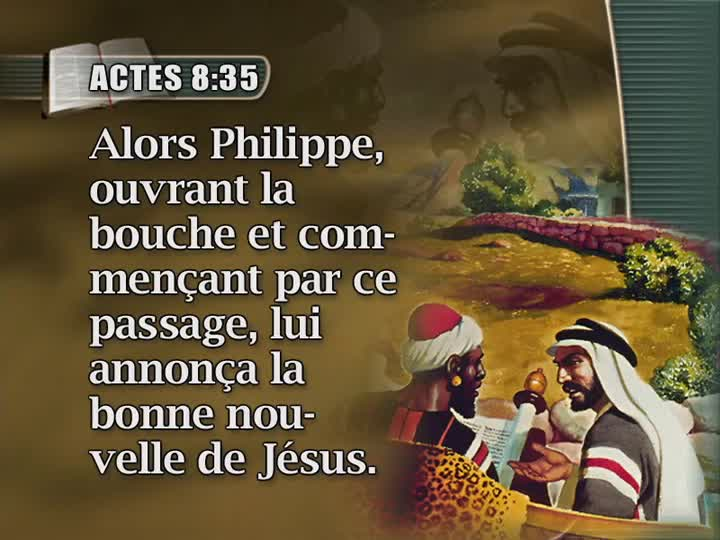 ACTES 8:35
Alors Philippe,
ouvrant la
bouche et com-
mençant par ce
passage, lui
annonça la
bonne nou-
velle de Jésus.